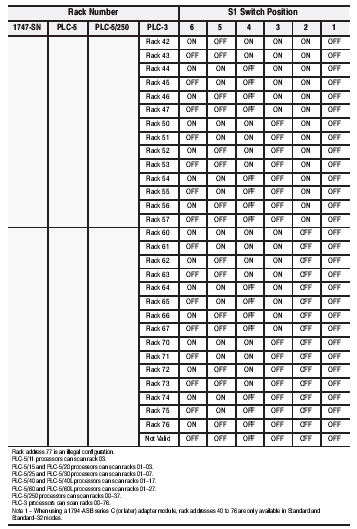 Rack Number S1 Switch Position
1747-SN PLC-5 PLC-5/250 PLC-3 6 5 4 3 2 1
Rack 42 ON OFF ON ON ON OFF
Rack 43 OFF OFF ON ON ON OFF
Rack 44 ON ON OFF ON ON OFF
Rack 45 OFF ON OFF ON ON OFF
Rack 46 ON OFF OFF ON ON OFF
Rack 47 OFF OFF OFF ON ON OFF
Rack 50 ON ON ON OFF ON OFF
Rack 51 OFF ON ON OFF ON OFF
Rack 52 ON OFF ON OFF ON OFF
Rack 53 OFF OFF ON OFF ON OFF
Rack 54 ON ON OFF OFF ON OFF
Rack 55 OFF ON OFF OFF ON OFF
Rack 56 ON OFF OFF OFF ON OFF
Rack 57 OFF OFF OFF OFF ON OFF
Rack 60 ON ON ON ON OFF OFF
Rack 61 OFF ON ON ON OFF OFF
Rack 62 ON OFF ON ON OFF OFF
Rack 63 OFF OFF ON ON OFF OFF
Rack 64 ON ON OFF ON OFF OFF
Rack 65 OFF ON OFF ON OFF OFF
Rack 66 ON OFF OFF ON OFF OFF
Rack 67 OFF OFF OFF ON OFF OFF
Rack 70 ON ON ON OFF OFF OFF
Rack 71 OFF ON ON OFF OFF OFF
Rack 72 ON OFF ON OFF OFF OFF
Rack 73 OFF OFF ON OFF OFF OFF
Rack 74 ON ON OFF OFF OFF OFF
Rack 75 OFF ON OFF OFF OFF OFF
Rack 76 ON OFF OFF OFF OFF OFF
Not Valid OFF OFF OFF OFF OFF OFF
Rack address 77 is an illegal configuration.
PLC-5/11 processors can scan rack 03.
PLC-5/15 and PLC-5/20 processors can scan racks 01-03.
PLC-5/25 and PLC-5/30 processors can scan racks 01-07.
PLC-5/40 and PLC-5/40L processors can scan racks 01-17.
PLC-5/60 and PLC-5/60L processors can scan racks 01-27.
PLC-5/250 processors can scan racks 00-37.
PLC-3 processors can scan racks 00-76.
Note 1 - When using a 1794 ASB series C (or later) adapter module, rack addresses 40 to 76 are only available in Standard and
Standard-32 modes.